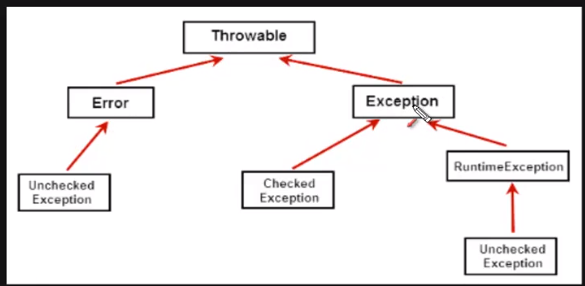 Throwable
Error
Exception
Unchecked
Exception
Checked
Exception
RuntimeException
Unchecked
Exception